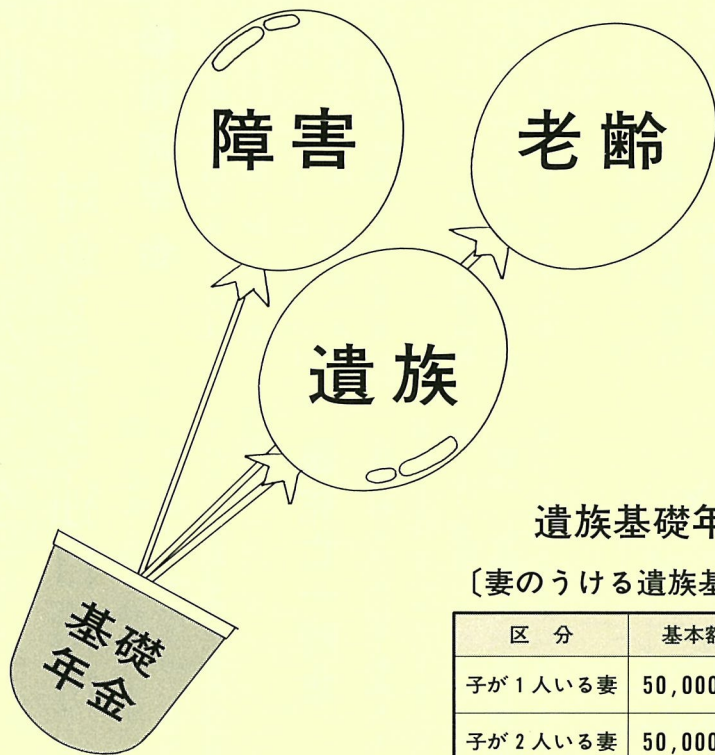 障害
老齢
遺族
基礎
年金
遺族基礎年
〔妻のうける遺族基
区分 基本額
子が1人いる妻 50,000
子が2人いる妻 50,000